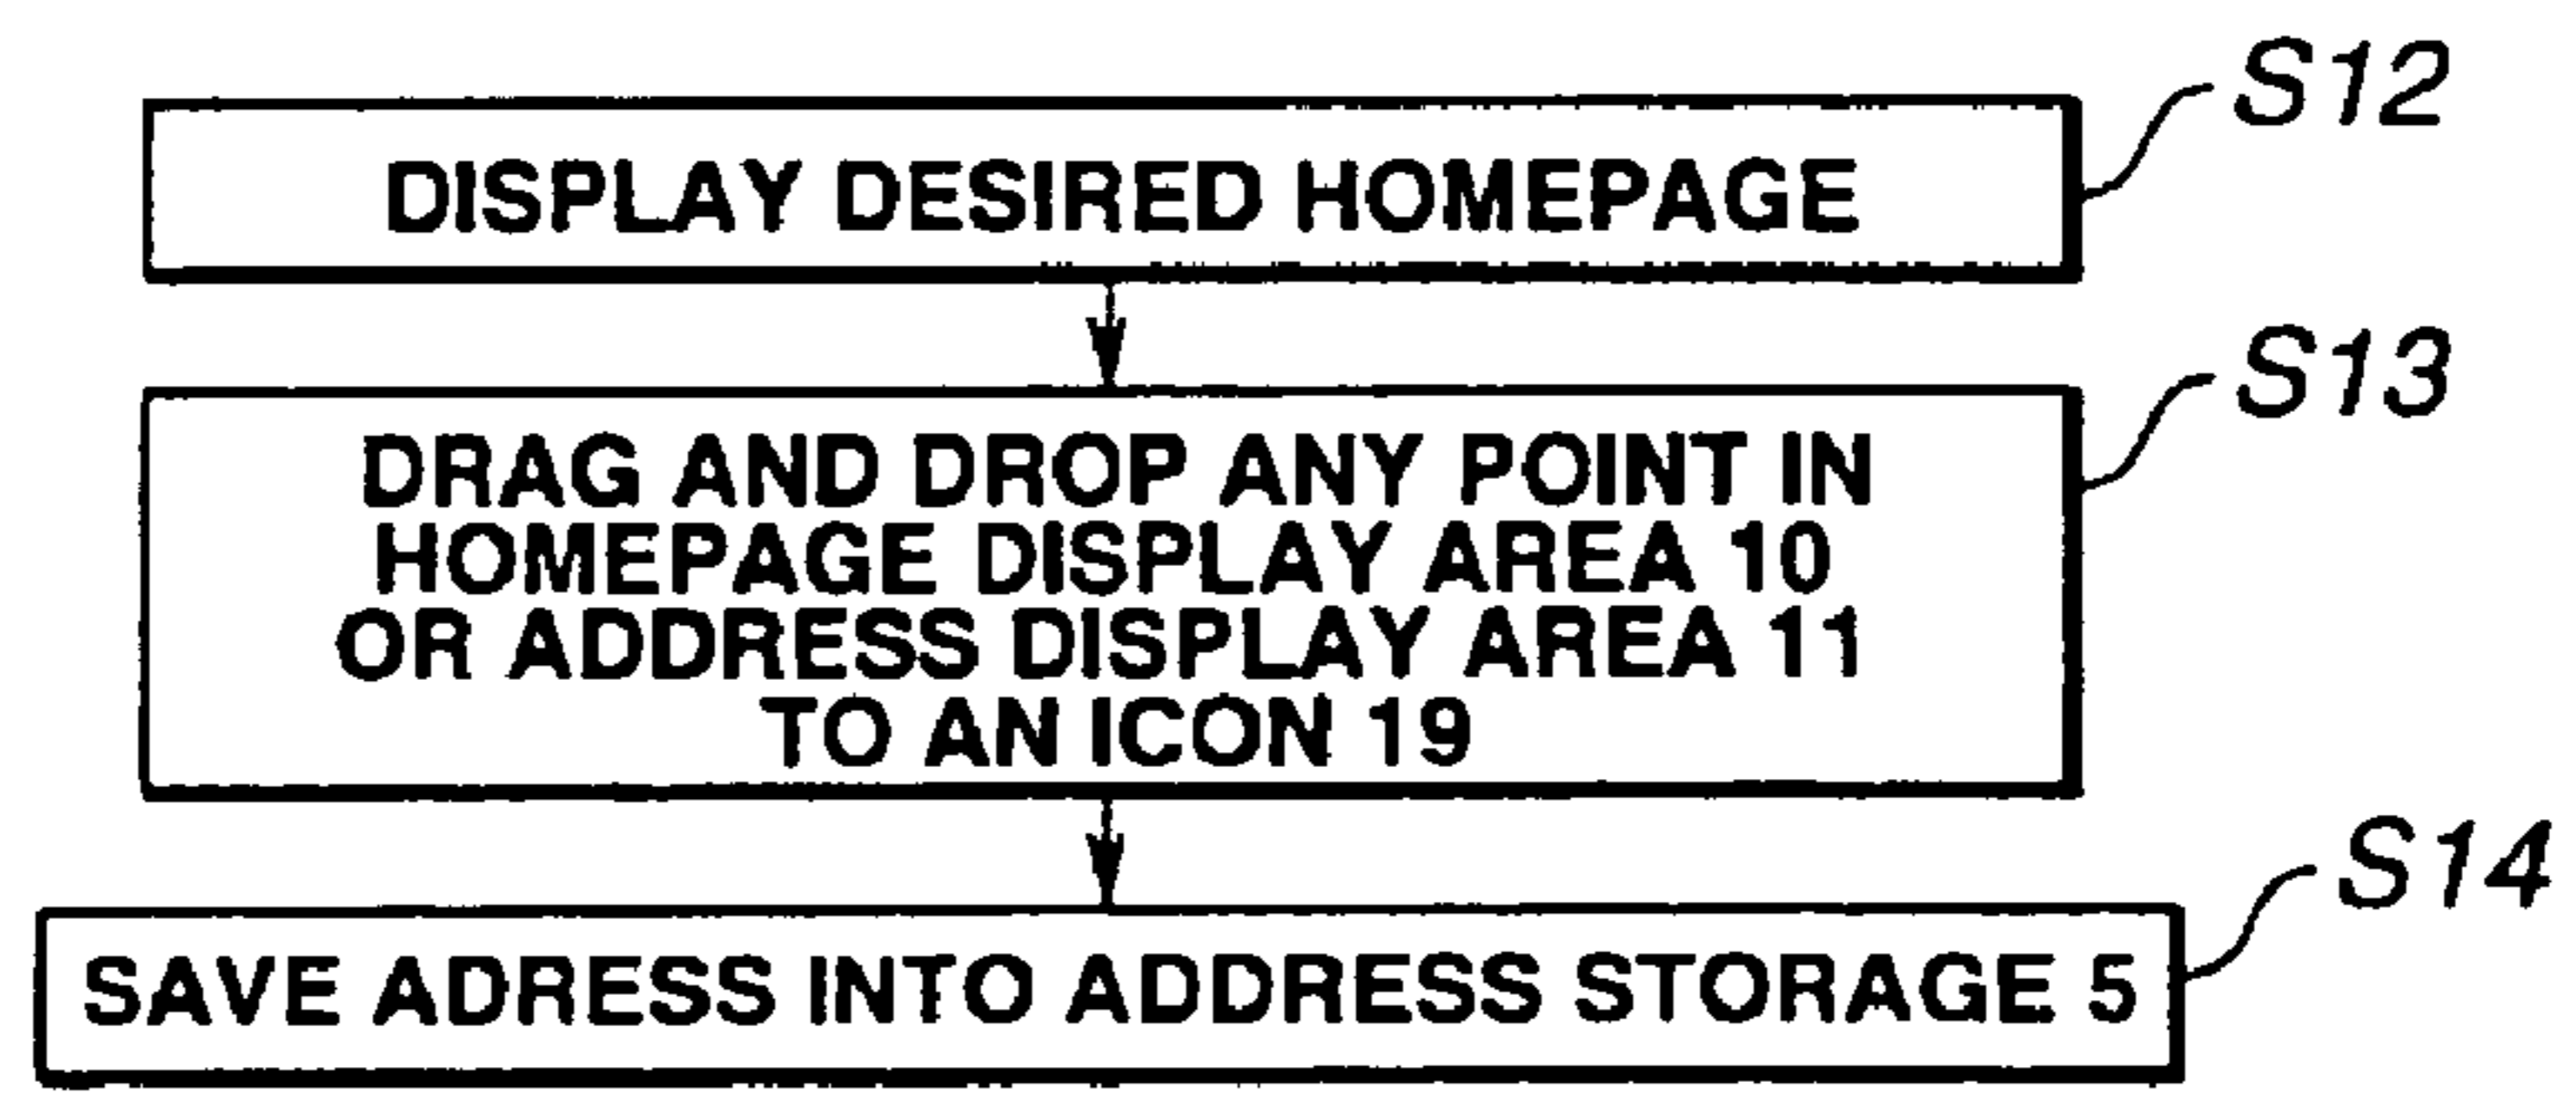 S12
DISPLAY DESIRED HOMEPAGE
S13
DRAG AND DROP ANY POINT IN
HOMEPAGE DISPLAY AREA 10
OR ADDRESS DISPLAY AREA 11
TO AN ICON 19
S14
SAVE ADRESS INTO ADDRESS STORAGE 5